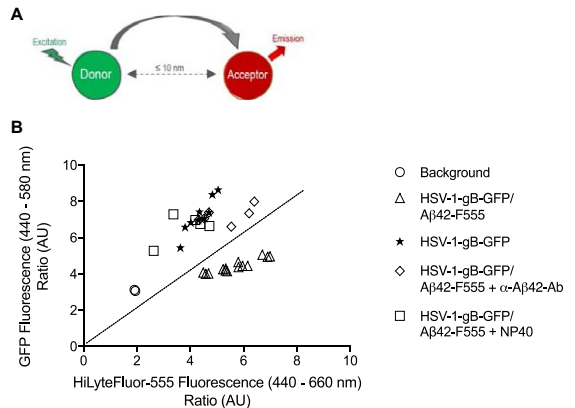 A
Excitation
Emission
Donor
≤ 10 nm
Acceptor
B
GFP Fluorescence (440 - 580 nm)
Ratio (AU)
10
8
6
4
2
0
0
2
4
6
8
10
HiLyteFluor-555 Fluorescence (440 - 660 nm)
Ratio (AU)
Background
HSV-1-gB-GFP/
Aβ42-F555
HSV-1-gB-GFP
HSV-1-gB-GFP/
Aβ42-F555 + α-Aβ42-Ab
HSV-1-gB-GFP/
Aβ42-F555 + NP40